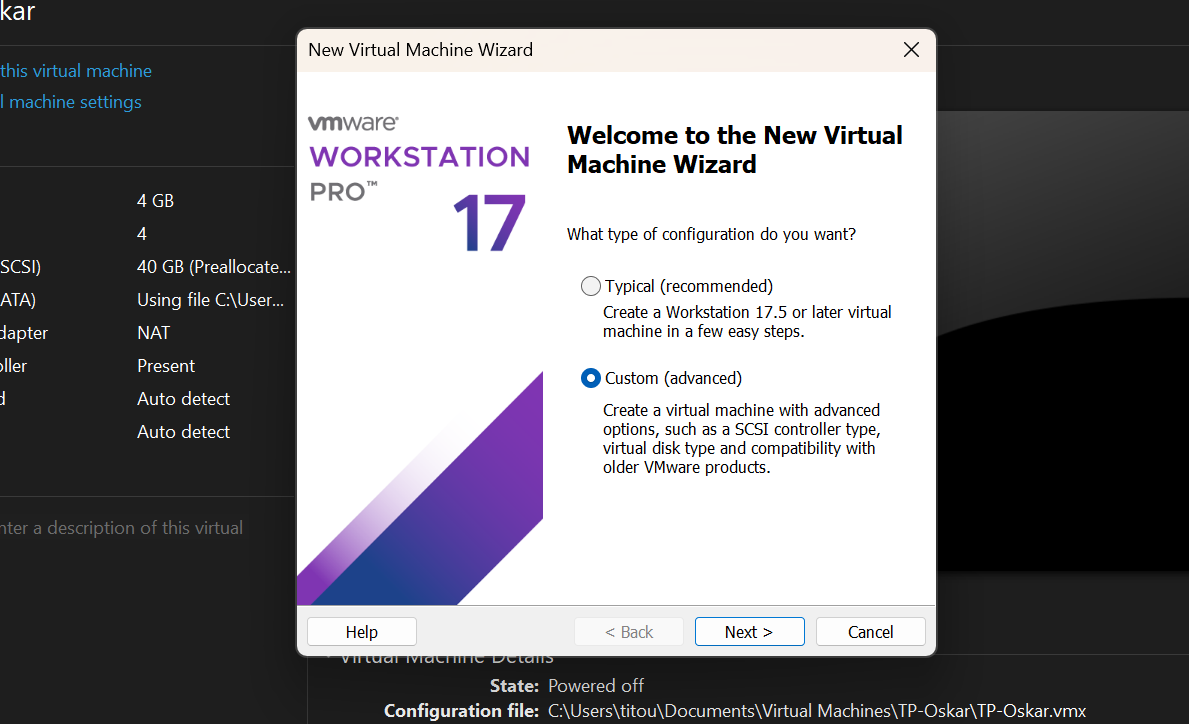 kar
this virtual machine
l machine settings
4 GB
4
SCSI) 40 GB (Preallocate...
ATA) Using file C:\User...
dapter NAT
oller Present
d Auto detect
Auto detect
nter a description of this virtual
New Virtual Machine Wizard
vmware
WORKSTATION
PRO™
17
Welcome to the New Virtual
Machine Wizard
What type of configuration do you want?
Typical (recommended)
Create a Workstation 17.5 or later virtual
machine in a few easy steps.
Custom (advanced)
Create a virtual machine with advanced
options, such as a SCSI controller type,
virtual disk type and compatibility with
older VMware products.
Help < Back Next > Cancel
Virtual Machine Details
State: Powered off
Configuration file: C:\Users\titou\Documents\Virtual Machines\TP-Oskar\TP-Oskar.vmx